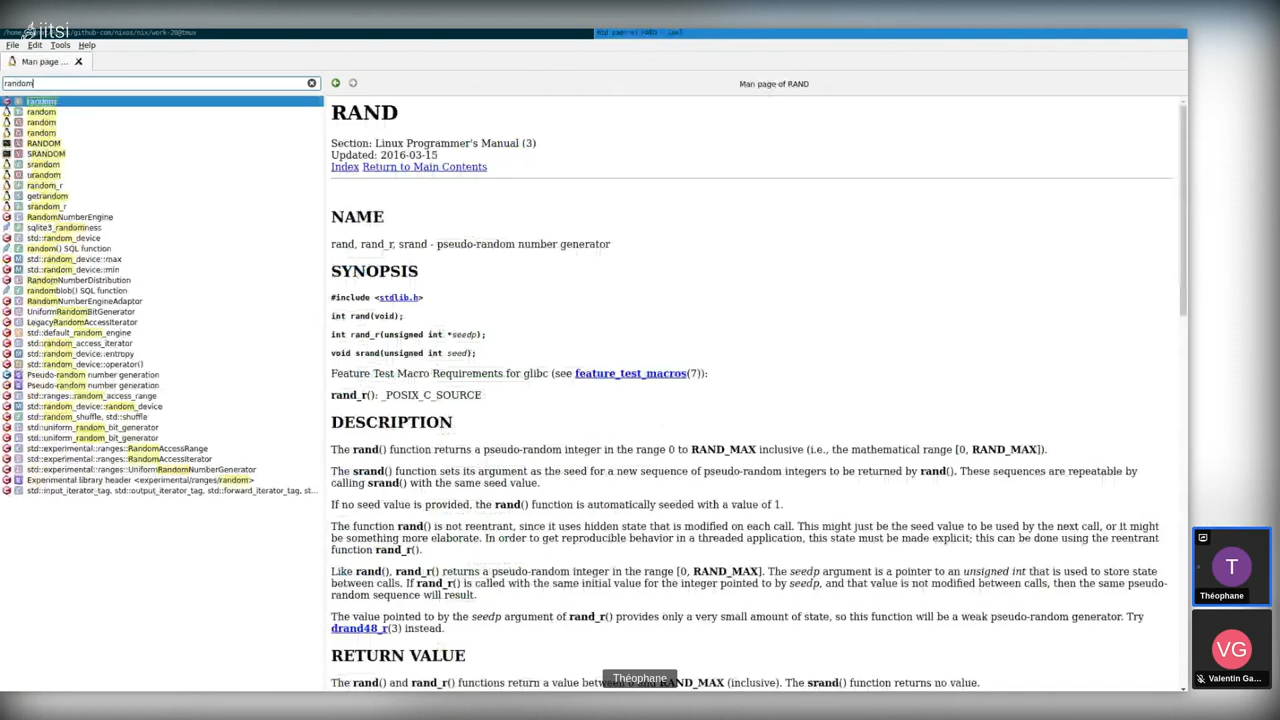 jitsi
github.com/nixos/nix/work-20@tmux
File Edit Tools Help
Man page ...
random
Man page of RAND
random
random
random
RANDOM
SRANDOM
srandom
urandom
random_r
getrandom
srandom_r
RandomNumberEngine
sqlite3_randomness
std::random_device
random() SQL function
std::random_device::max
std::random_device::min
RandomNumberDistribution
randomblob() SQL function
RandomNumberEngineAdaptor
UniformRandomBitGenerator
LegacyRandomAccessIterator
std::default_random_engine
std::random_access_iterator
std::random_device::entropy
std::random_device::operator()
Pseudo-random number generation
Pseudo-random number generation
std::ranges::random_access_range
std::random_device::random_device
std::random_shuffle, std::shuffle
std::uniform_random_bit_generator
std::uniform_random_bit_generator
std::experimental::ranges::RandomAccessRange
std::experimental::ranges::RandomAccessIterator
std::experimental::ranges::UniformRandomNumberGenerator
Experimental library header <experimental/ranges/random>
std::input_iterator_tag, std::output_iterator_tag, std::forward_iterator_tag, st...
RAND
Section: Linux Programmer's Manual (3)
Updated: 2016-03-15
Index Return to Main Contents
NAME
rand, rand_r, srand - pseudo-random number generator
SYNOPSIS
#include <stdlib.h>
int rand(void);
int rand_r(unsigned int *seedp);
void srand(unsigned int seed);
Feature Test Macro Requirements for glibc (see feature_test_macros(7)):
rand_r(): _POSIX_C_SOURCE
DESCRIPTION
The rand() function returns a pseudo-random integer in the range 0 to RAND_MAX inclusive (i.e., the mathematical range [0, RAND_MAX]).
The srand() function sets its argument as the seed for a new sequence of pseudo-random integers to be returned by rand(). These sequences are repeatable by
calling srand() with the same seed value.
If no seed value is provided, the rand() function is automatically seeded with a value of 1.
The function rand() is not reentrant, since it uses hidden state that is modified on each call. This might just be the seed value to be used by the next call, or it might
be something more elaborate. In order to get reproducible behavior in a threaded application, this state must be made explicit; this can be done using the reentrant
function rand_r().
Like rand(), rand_r() returns a pseudo-random integer in the range [0, RAND_MAX]. The seedp argument is a pointer to an unsigned int that is used to store state
between calls. If rand_r() is called with the same initial value for the integer pointed to by seedp, and that value is not modified between calls, then the same pseudo-
random sequence will result.
The value pointed to by the seedp argument of rand_r() provides only a very small amount of state, so this function will be a weak pseudo-random generator. Try
drand48_r(3) instead.
RETURN VALUE
The rand() and rand_r() functions return a value between 0 and RAND_MAX (inclusive). The srand() function returns no value.
Théophane
T
Théophane
VG
Valentin Ga...